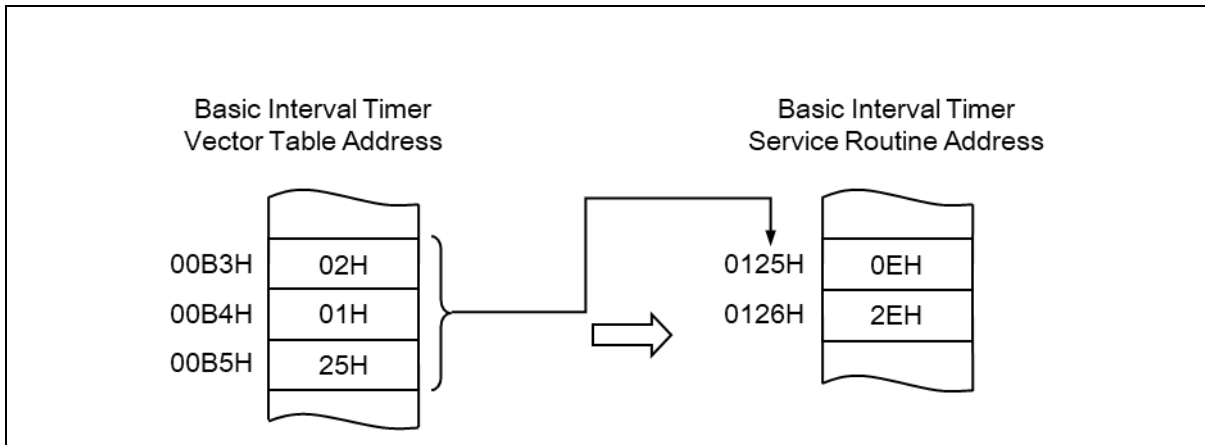 Basic Interval Timer
Vector Table Address
00B3H 02H
00B4H 01H
00B5H 25H
Basic Interval Timer
Service Routine Address
0125H 0EH
0126H 2EH